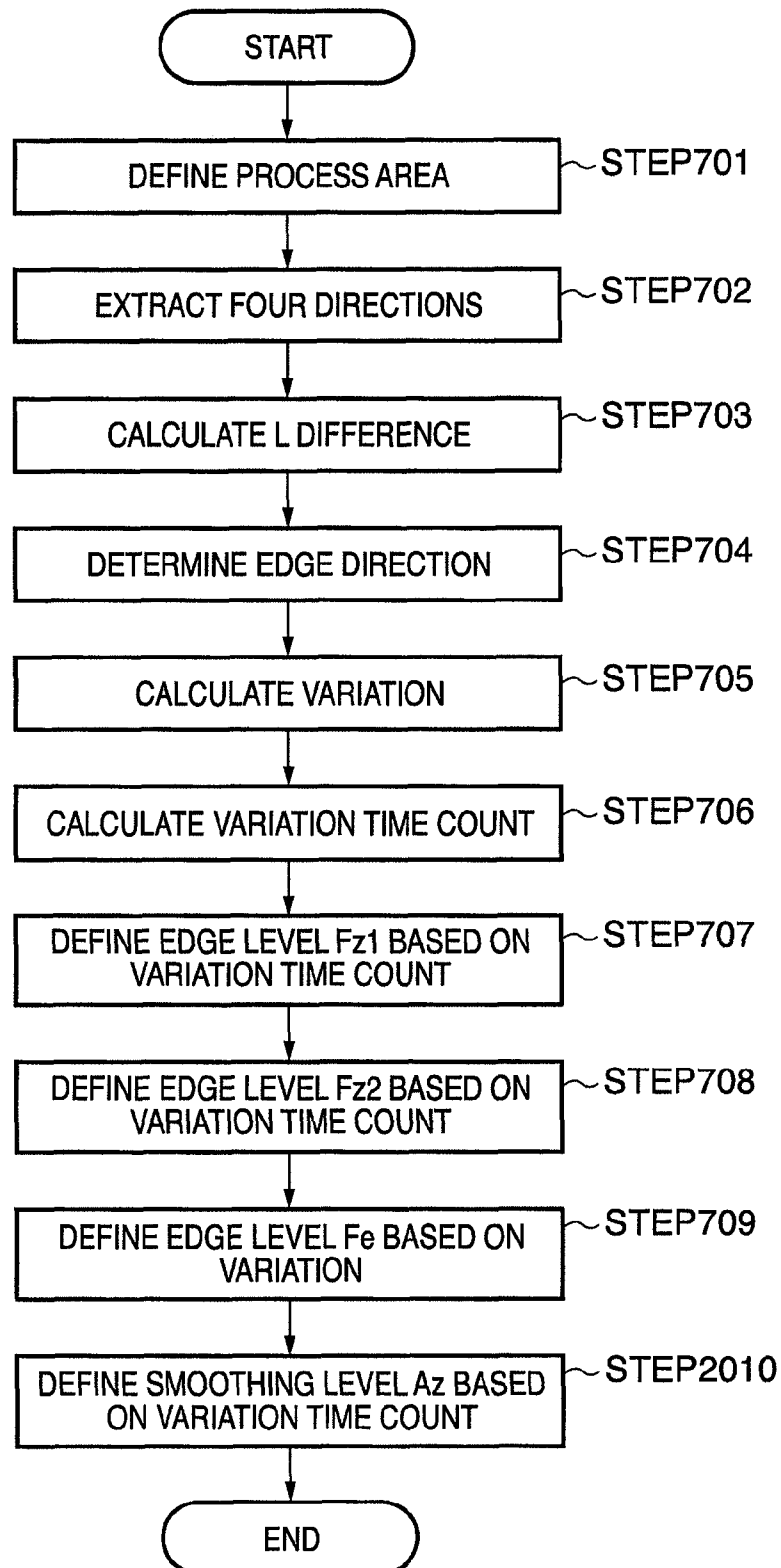 START
DEFINE PROCESS AREA
~STEP701
EXTRACT FOUR DIRECTIONS
~STEP702
CALCULATE L DIFFERENCE
~STEP703
DETERMINE EDGE DIRECTION
~STEP704
CALCULATE VARIATION
~STEP705
CALCULATE VARIATION TIME COUNT
~STEP706
DEFINE EDGE LEVEL Fz1 BASED ON
VARIATION TIME COUNT
~STEP707
DEFINE EDGE LEVEL Fz2 BASED ON
VARIATION TIME COUNT
~STEP708
DEFINE EDGE LEVEL Fe BASED ON
VARIATION
~STEP709
DEFINE SMOOTHING LEVEL Az BASED
ON VARIATION TIME COUNT
~STEP2010
END